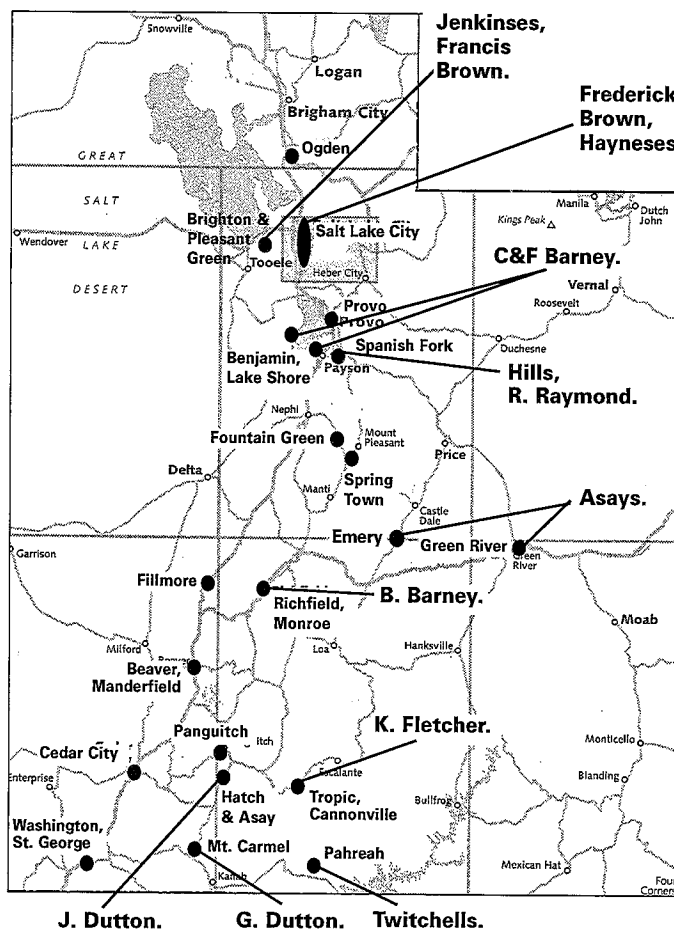 Jenkinses,
Francis
Brown.
Snowville
Logan
Brigham City
Frederick
Brown,
Hayneses
Ogden
GREAT
SALT
LAKE
DESERT
Manila
Dutch
John
Kings Peak
Wendover
Brighton &
Pleasant
Green
Salt Lake City
Tooele
Heber City
C&F Barney.
Vernal
Roosevelt
Provo
Provo
Duchesne
Benjamin,
Lake Shore
Spanish Fork
Payson
Hills,
R. Raymond.
Nephi
Fountain Green
Mount
Pleasant
Price
Delta
Spring
Town
Manti
Castle
Dale
Asays.
Emery
Green River
Green
River
Garrison
Fillmore
Richfield,
Monroe
B. Barney.
Moab
Milford
Loa
Hanksville
Beaver,
Manderfield
K. Fletcher.
Panguitch
itch
Monticello
Cedar City
Escalante
Enterprise
Blanding
Hatch
& Asay
Tropic,
Cannonville
Bullfrog
Washington,
St. George
Mt. Carmel
Pahreah
Mexican Hat
Kanab
Four
Corners
J. Dutton.
G. Dutton.
Twitchells.